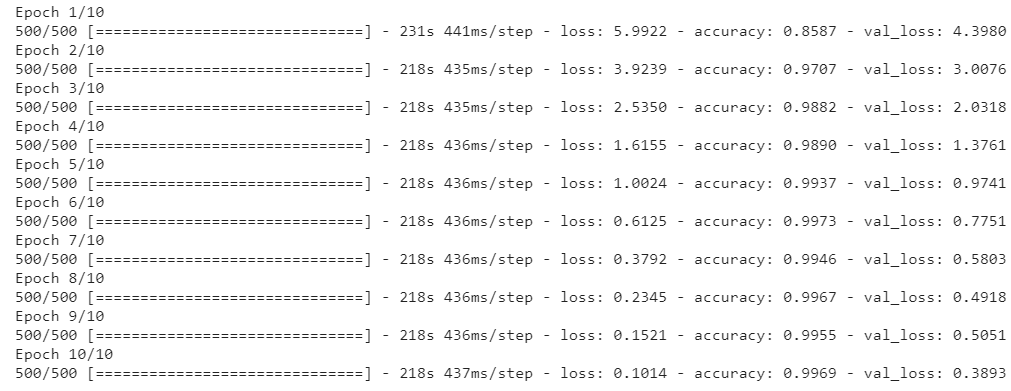 Epoch 1/10
500/500 [==============================] - 231s 441ms/step - loss: 5.9922 - accuracy: 0.8587 - val_loss: 4.3980
Epoch 2/10
500/500 [==============================] - 218s 435ms/step - loss: 3.9239 - accuracy: 0.9707 - val_loss: 3.0076
Epoch 3/10
500/500 [==============================] - 218s 435ms/step - loss: 2.5350 - accuracy: 0.9882 - val_loss: 2.0318
Epoch 4/10
500/500 [==============================] - 218s 436ms/step - loss: 1.6155 - accuracy: 0.9890 - val_loss: 1.3761
Epoch 5/10
500/500 [==============================] - 218s 436ms/step - loss: 1.0024 - accuracy: 0.9937 - val_loss: 0.9741
Epoch 6/10
500/500 [==============================] - 218s 436ms/step - loss: 0.6125 - accuracy: 0.9973 - val_loss: 0.7751
Epoch 7/10
500/500 [==============================] - 218s 436ms/step - loss: 0.3792 - accuracy: 0.9946 - val_loss: 0.5803
Epoch 8/10
500/500 [==============================] - 218s 436ms/step - loss: 0.2345 - accuracy: 0.9967 - val_loss: 0.4918
Epoch 9/10
500/500 [==============================] - 218s 436ms/step - loss: 0.1521 - accuracy: 0.9955 - val_loss: 0.5051
Epoch 10/10
500/500 [==============================] - 218s 437ms/step - loss: 0.1014 - accuracy: 0.9969 - val_loss: 0.3893